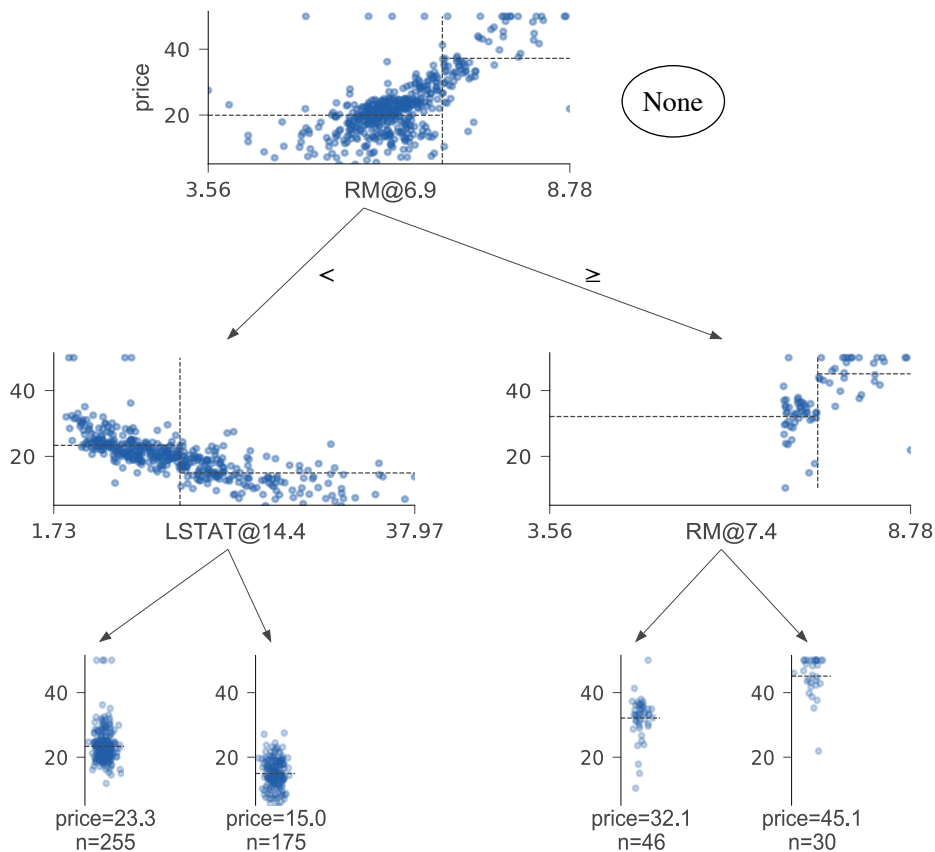 40
20
price
None
3.56
RM@6.9
8.78
<
≥
40
20
1.73
LSTAT@14.4
37.97
40
20
3.56
RM@7.4
8.78
40
20
price=23.3
n=255
40
20
price=15.0
n=175
40
20
price=32.1
n=46
40
20
price=45.1
n=30